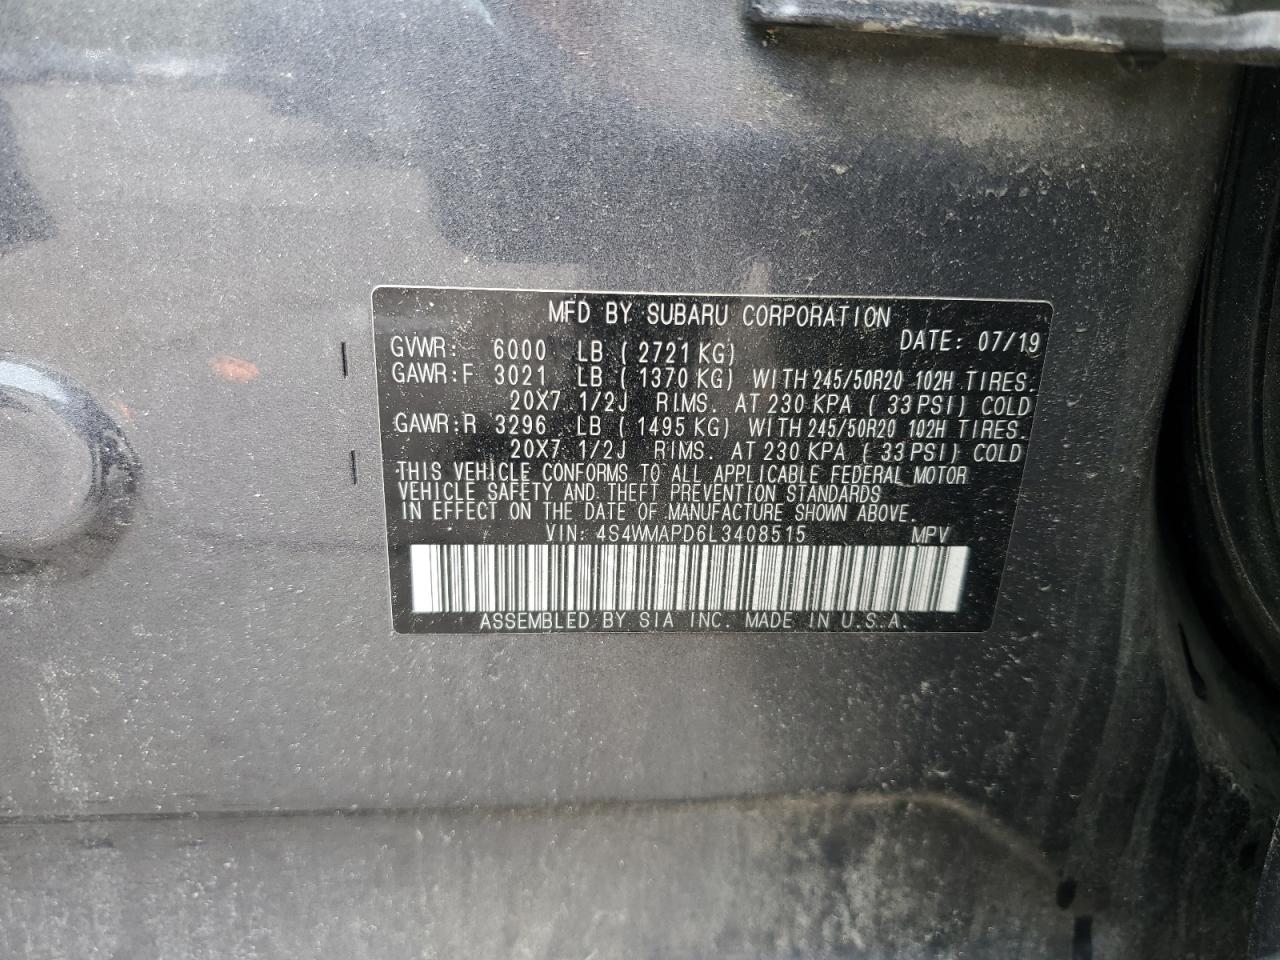 MFD BY SUBARU CORPORATION
GVWR: 6000 LB ( 2721 KG) DATE: 07/19
GAWR:F 3021 LB ( 1370 KG) WITH 245/50R20 102H TIRES.
20X7 1/2J RIMS. AT 230 KPA ( 33 PSI) COLD
GAWR:R 3296 LB ( 1495 KG) WITH 245/50R20 102H TIRES.
20X7 1/2J RIMS. AT 230 KPA ( 33 PSI) COLD
THIS VEHICLE CONFORMS TO ALL APPLICABLE FEDERAL MOTOR
VEHICLE SAFETY AND THEFT PREVENTION STANDARDS
IN EFFECT ON THE DATE OF MANUFACTURE SHOWN ABOVE.
VIN: 4S4WMAPD6L3408515 MPV
ASSEMBLED BY SIA INC. MADE IN U.S.A.